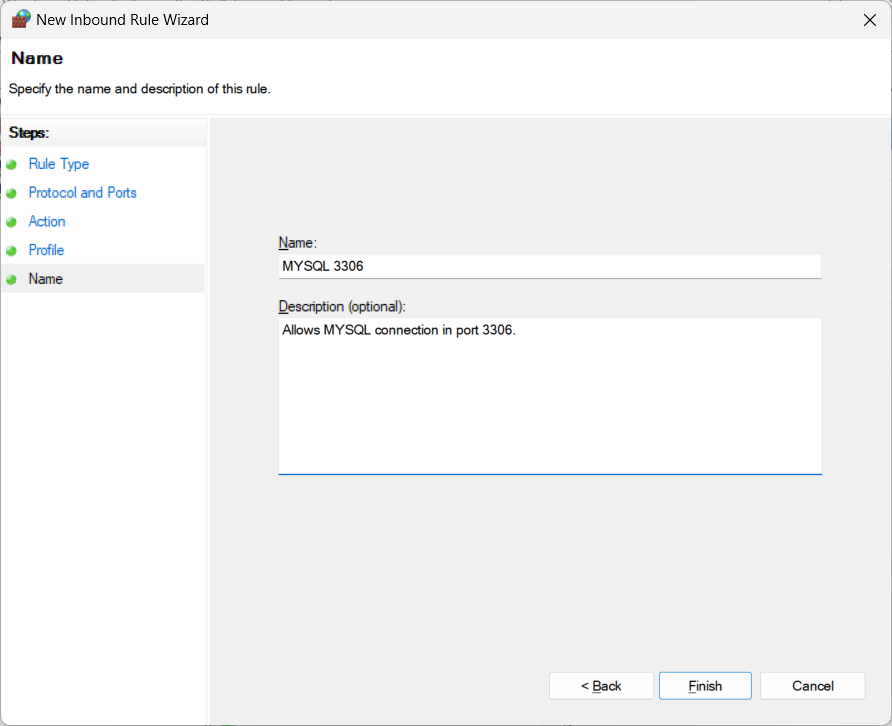 New Inbound Rule Wizard
Name
Specify the name and description of this rule.
Steps:
Rule Type
Protocol and Ports
Action
Profile
Name
Name:
MYSQL 3306
Description (optional):
Allows MYSQL connection in port 3306.
< Back
Finish
Cancel